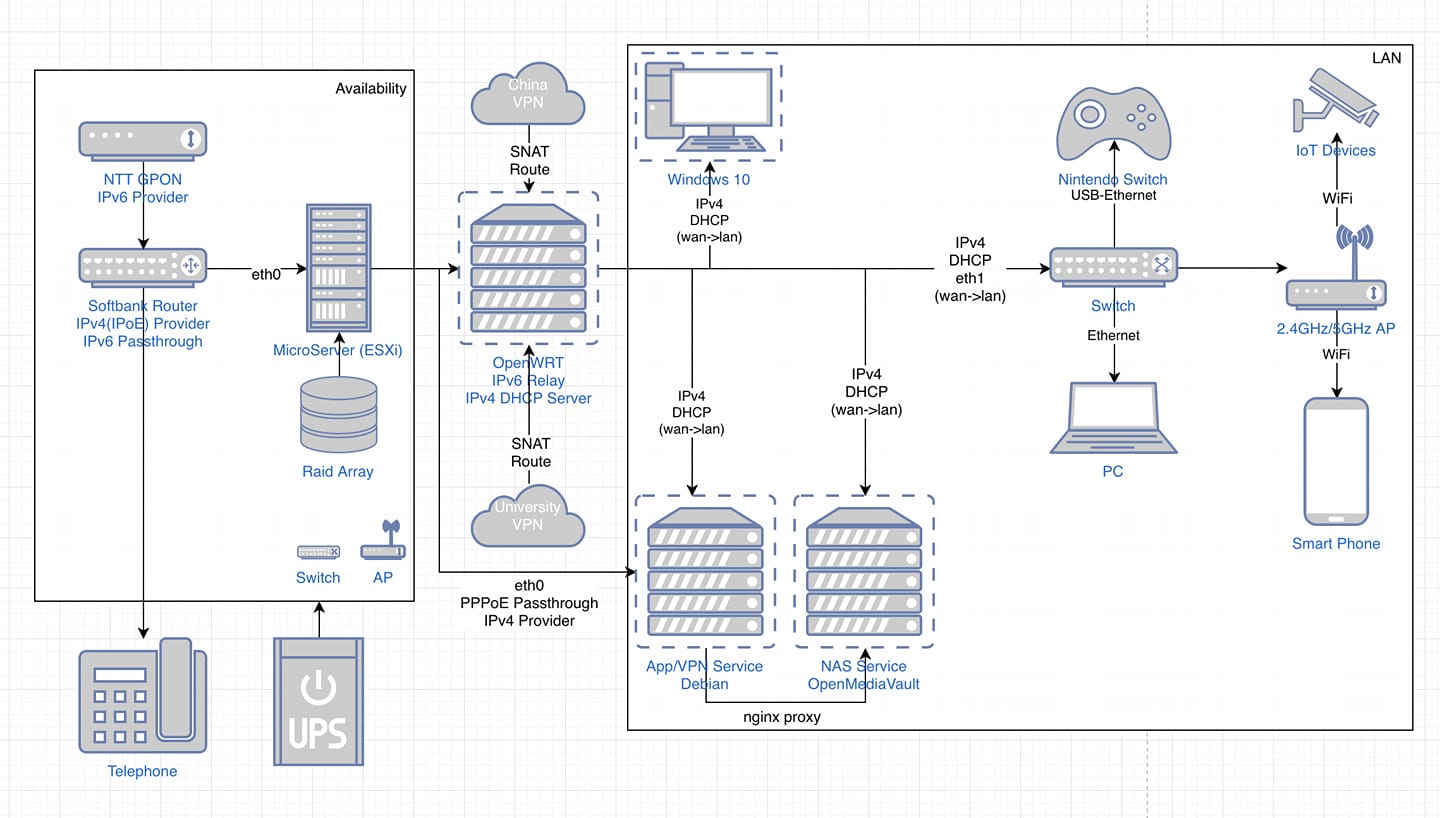 Availability
NTT GPON
IPv6 Provider
Softbank Router
IPv4(IPoE) Provider
IPv6 Passthrough
eth0
MicroServer (ESXi)
Raid Array
Switch
AP
Telephone
UPS
China
VPN
SNAT
Route
OpenWRT
IPv6 Relay
IPv4 DHCP Server
SNAT
Route
University
VPN
eth0
PPPoE Passthrough
IPv4 Provider
LAN
Windows 10
IPv4
DHCP
(wan->lan)
IPv4
DHCP
(wan->lan)
IPv4
DHCP
(wan->lan)
App/VPN Service
Debian
NAS Service
OpenMediaVault
nginx proxy
IPv4
DHCP
eth1
(wan->lan)
Nintendo Switch
USB-Ethernet
Switch
Ethernet
PC
IoT Devices
WiFi
2.4GHz/5GHz AP
WiFi
Smart Phone